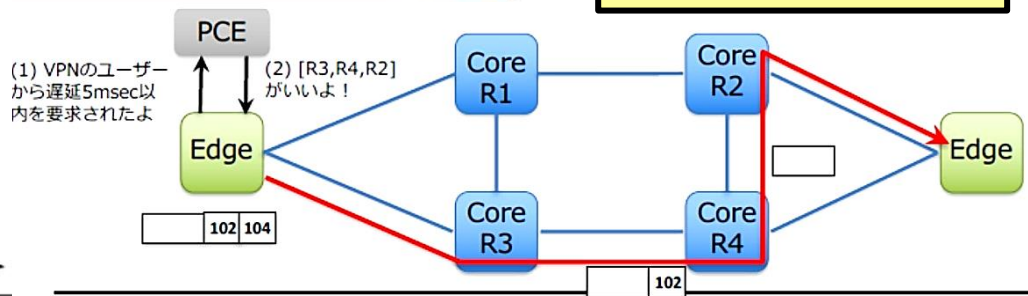 PCE
(1) VPNのユーザー
から遅延5msec以
内を要求されたよ
(2) [R3,R4,R2]
がいいよ！
Edge
Core
R1
Core
R2
Edge
Core
R3
Core
R4
102 104
102